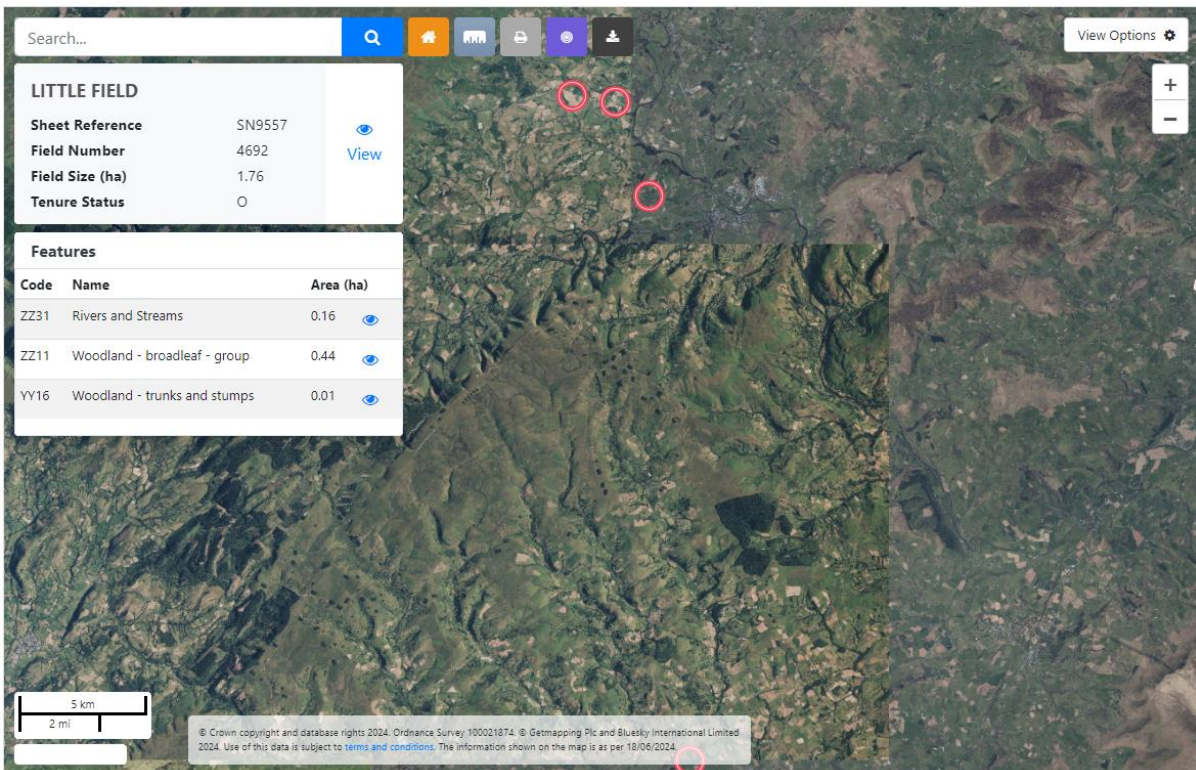 Search...
View Options
LITTLE FIELD
Sheet Reference SN9557
Field Number 4692
View
Field Size (ha) 1.76
Tenure Status O
Features
Code Name Area (ha)
ZZ31 Rivers and Streams 0.16
ZZ11 Woodland - broadleaf - group 0.44
YY16 Woodland - trunks and stumps 0.01
+
−
5 km
2 mi
© Crown copyright and database rights 2024. Ordnance Survey 100021874. © Getmapping Plc and Bluesky International Limited
2024. Use of this data is subject to terms and conditions. The information shown on the map is as per 18/06/2024.